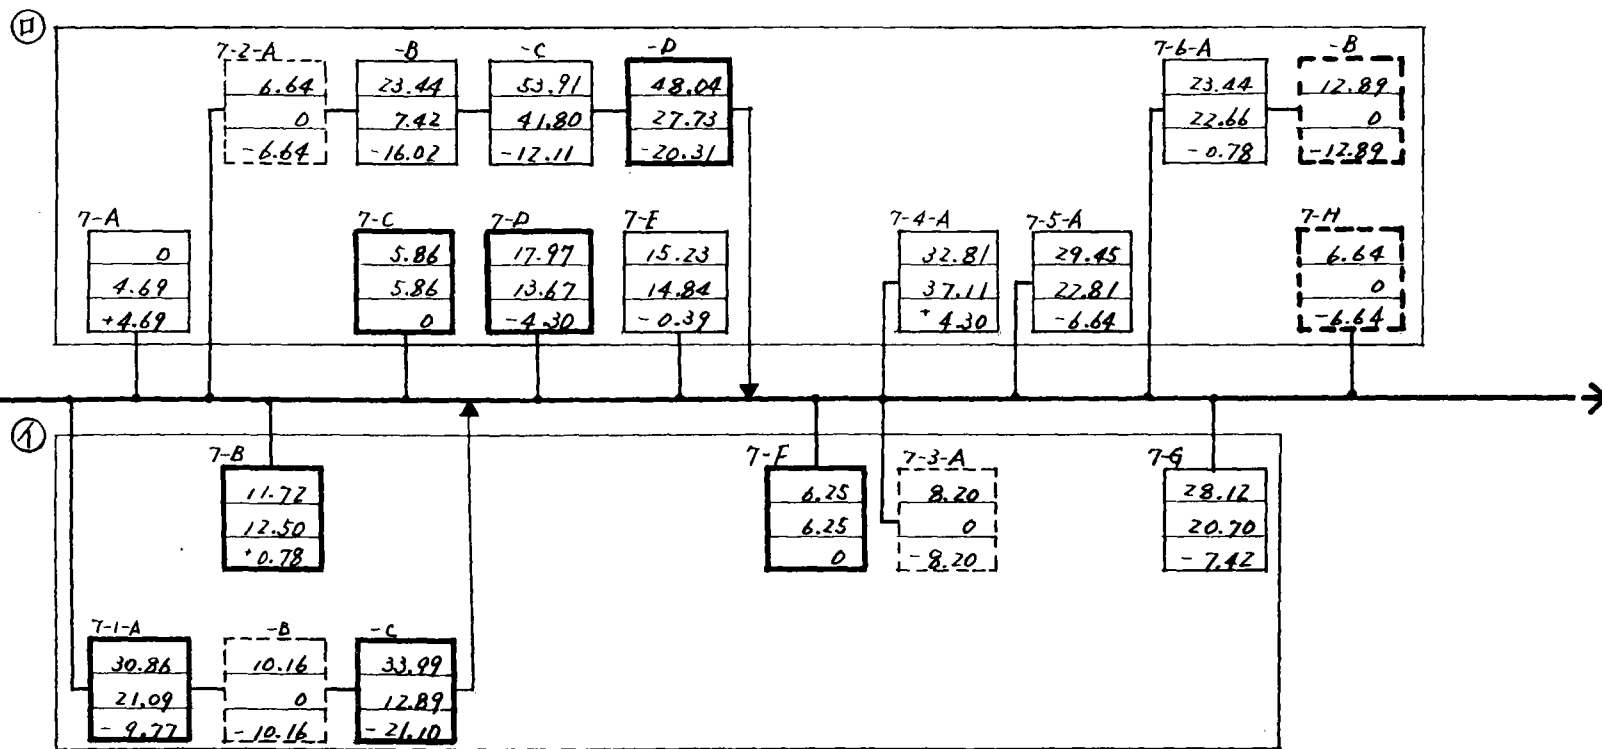 ロ
7-2-A
6.64
0
-6.64
-B
23.44
7.42
-16.02
-C
53.91
41.80
-12.11
-D
48.04
27.73
-20.31
7-6-A
23.44
22.66
-0.78
-B
12.89
0
-12.89
7-A
0
4.69
+4.69
7-C
5.86
5.86
0
7-D
17.97
13.67
-4.30
7-E
15.23
14.84
-0.39
7-4-A
32.81
37.11
+4.30
7-5-A
29.45
22.81
-6.64
7-H
6.64
0
-6.64
イ
7-B
11.72
12.50
+0.78
7-F
6.25
6.25
0
7-3-A
8.20
0
-8.20
7-G
28.12
20.70
-7.42
7-1-A
30.86
21.09
-9.77
-B
10.16
0
-10.16
-C
33.99
12.89
-21.10